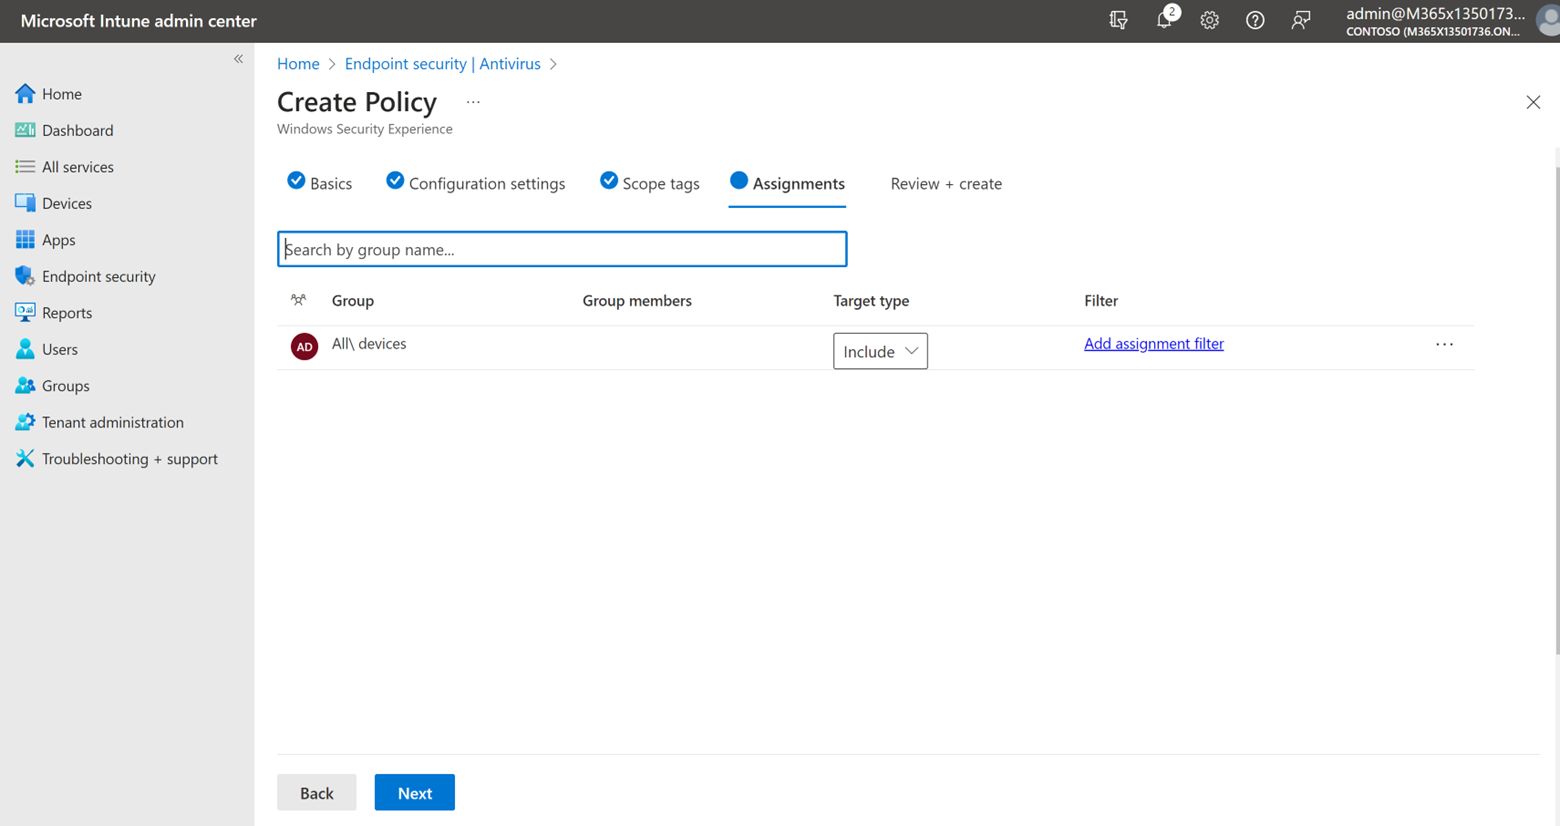 Microsoft Intune admin center
2
admin@M365x1350173...
CONTOSO (M365X13501736.ON...
«
Home
Dashboard
All services
Devices
Apps
Endpoint security
Reports
Users
Groups
Tenant administration
Troubleshooting + support
Home > Endpoint security | Antivirus >
Create Policy ...
Windows Security Experience
Basics Configuration settings Scope tags Assignments Review + create
Search by group name...
Group Group members Target type Filter
AD All\ devices Include Add assignment filter ...
Back Next